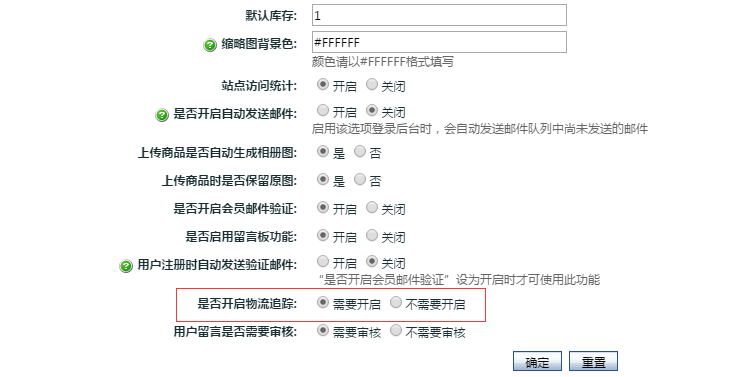 默认库存: 1
缩略图背景色: #FFFFFF
颜色请以#FFFFFF格式填写
站点访问统计: 开启 关闭
是否开启自动发送邮件: 开启 关闭
启用该选项登录后台时，会自动发送邮件队列中尚未发送的邮件
上传商品是否自动生成相册图: 是 否
上传商品时是否保留原图: 是 否
是否开启会员邮件验证: 开启 关闭
是否启用留言板功能: 开启 关闭
用户注册时自动发送验证邮件: 开启 关闭
“是否开启会员邮件验证”设为开启时才可使用此功能
是否开启物流追踪: 需要开启 不需要开启
用户留言是否需要审核: 需要审核 不需要审核
确定 重置